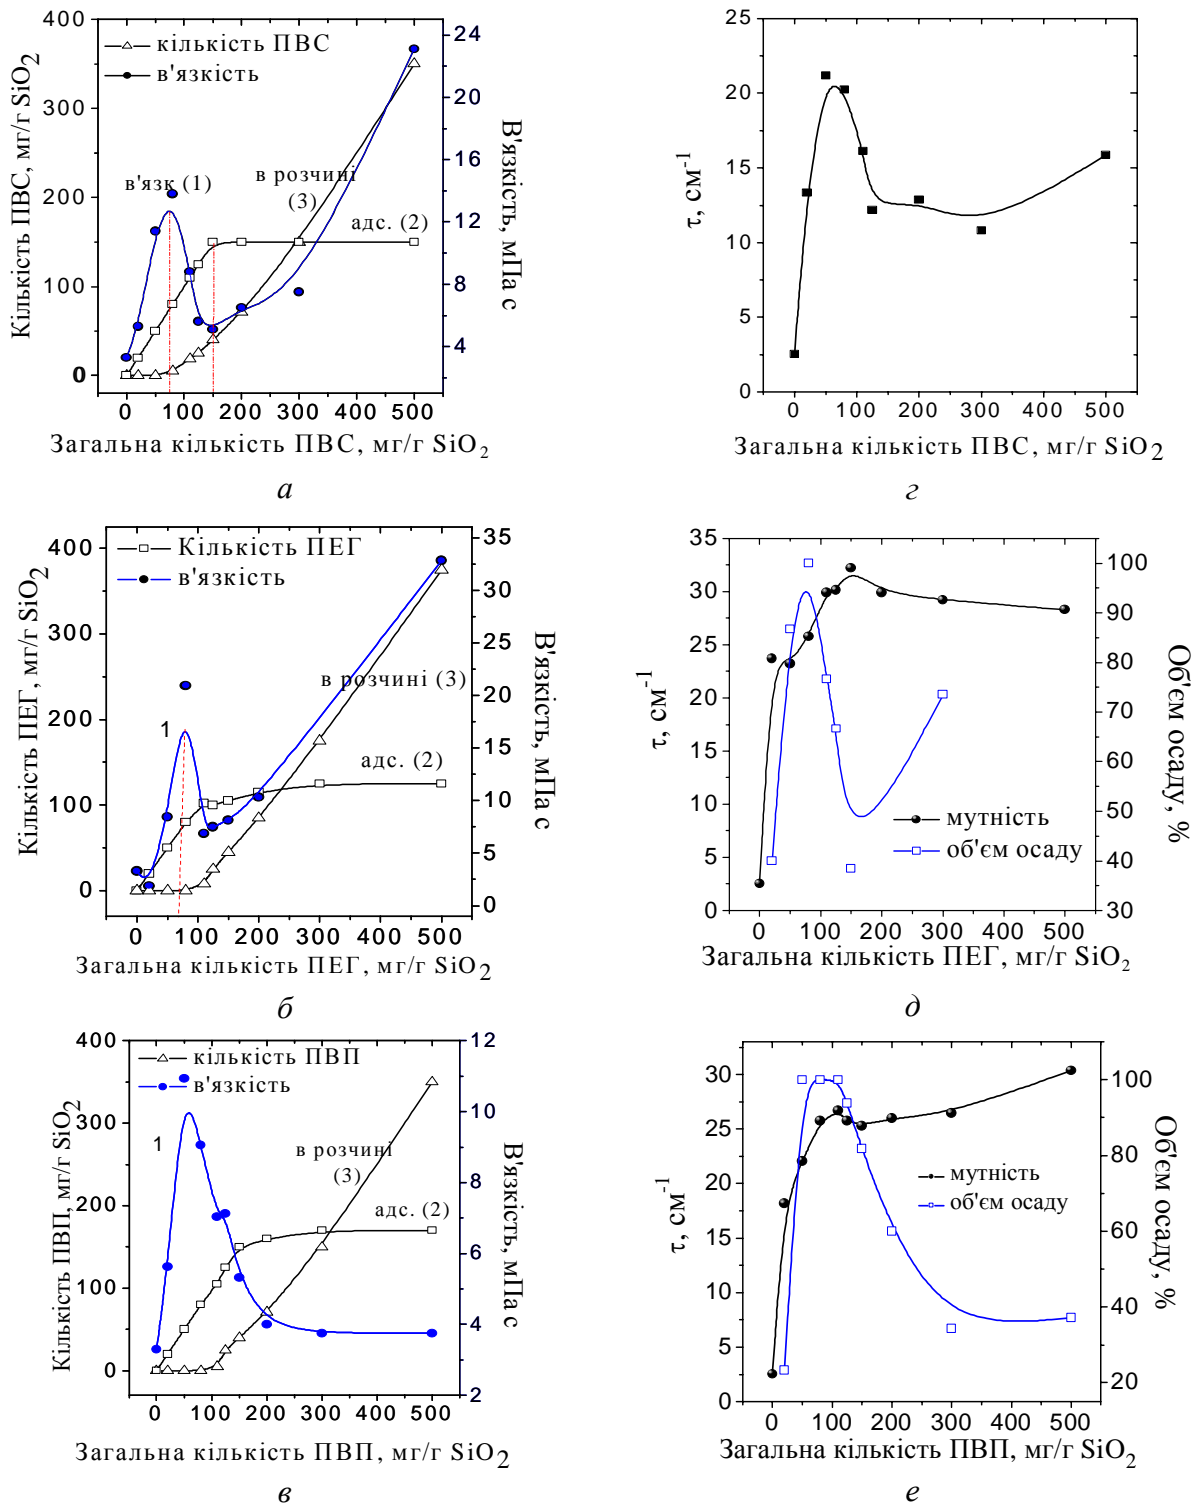 400
300
200
100
0
Кількість ПВС, мг/г SiO2
кількість ПВС
в'язкість
в'язк (1)
в розчині
(3)
адс. (2)
24
20
16
12
8
4
В'язкість, мПа с
0 100 200 300 400 500
Загальна кількість ПВС, мг/г SiO2
а
25
20
15
10
5
0
τ, см-1
0 100 200 300 400 500
Загальна кількість ПВС, мг/г SiO2
г
400
300
200
100
0
Кількість ПЕГ, мг/г SiO2
Кількість ПЕГ
в'язкість
1
в розчині (3)
адс. (2)
35
30
25
20
15
10
5
0
В'язкість, мПа с
0 100 200 300 400 500
Загальна кількість ПЕГ, мг/г SiO2
б
35
30
25
20
15
10
5
0
τ, см-1
мутність
об'єм осаду
100
90
80
70
60
50
40
30
Об'єм осаду, %
0 100 200 300 400 500
Загальна кількість ПЕГ, мг/г SiO2
д
400
300
200
100
0
Кількість ПВП, мг/г SiO2
кількість ПВП
в'язкість
1
в розчині
(3)
адс. (2)
12
10
8
6
4
2
В'язкість, мПа с
0 100 200 300 400 500
Загальна кількість ПВП, мг/г SiO2
в
30
25
20
15
10
5
0
τ, см-1
мутність
об'єм осаду
100
80
60
40
20
Об'єм осаду, %
0 100 200 300 400 500
Загальна кількість ПВП, мг/г SiO2
е